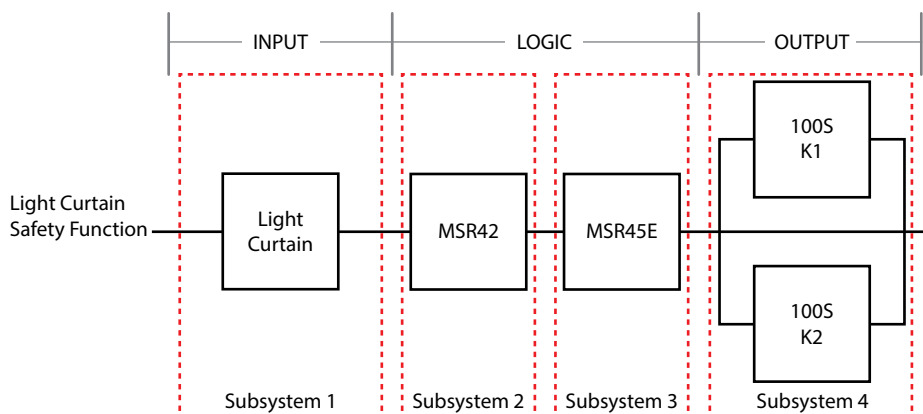 INPUT
LOGIC
OUTPUT
Light Curtain
Safety Function
Light
Curtain
MSR42
MSR45E
100S
K1
100S
K2
Subsystem 1
Subsystem 2
Subsystem 3
Subsystem 4